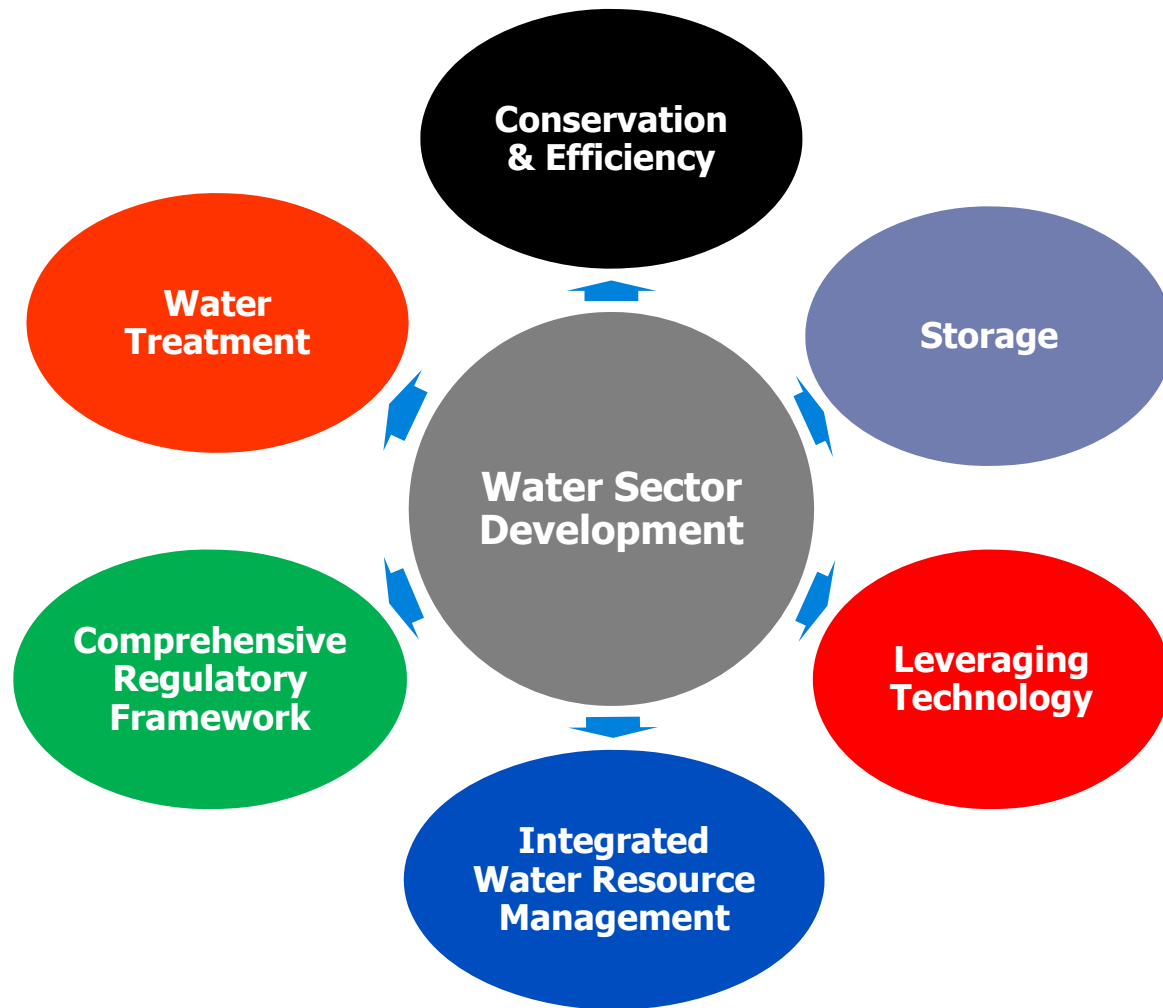 Conservation
& Efficiency
Water
Treatment
Storage
Water Sector
Development
Comprehensive
Regulatory
Framework
Leveraging
Technology
Integrated
Water Resource
Management